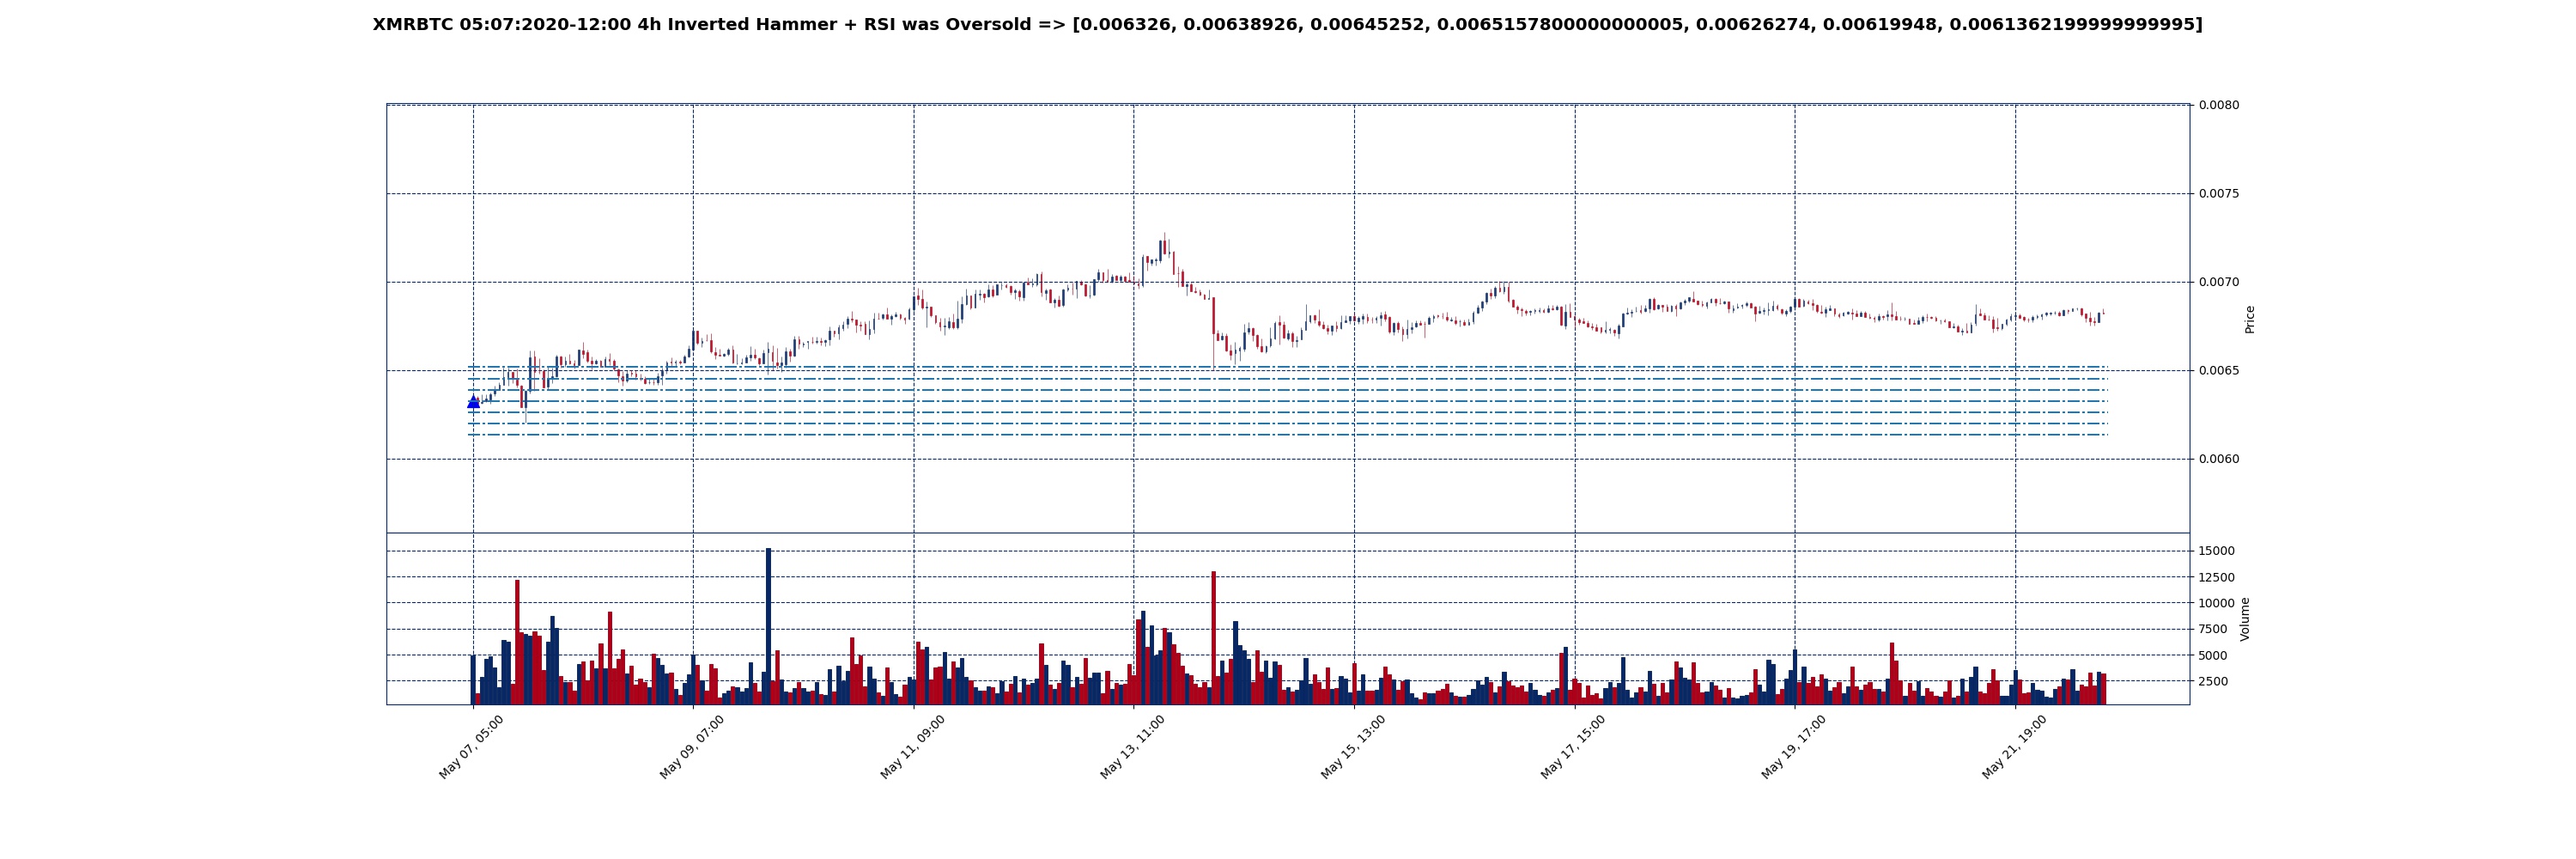 XMRBTC 05:07:2020-12:00 4h Inverted Hammer + RSI was Oversold => [0.006326, 0.00638926, 0.00645252, 0.0065157800000000005, 0.00626274, 0.00619948, 0.0061362199999999995]
0.0080
0.0075
0.0070
0.0065
0.0060
Price
15000
12500
10000
7500
5000
2500
Volume
May 07, 05:00
May 09, 07:00
May 11, 09:00
May 13, 11:00
May 15, 13:00
May 17, 15:00
May 19, 17:00
May 21, 19:00